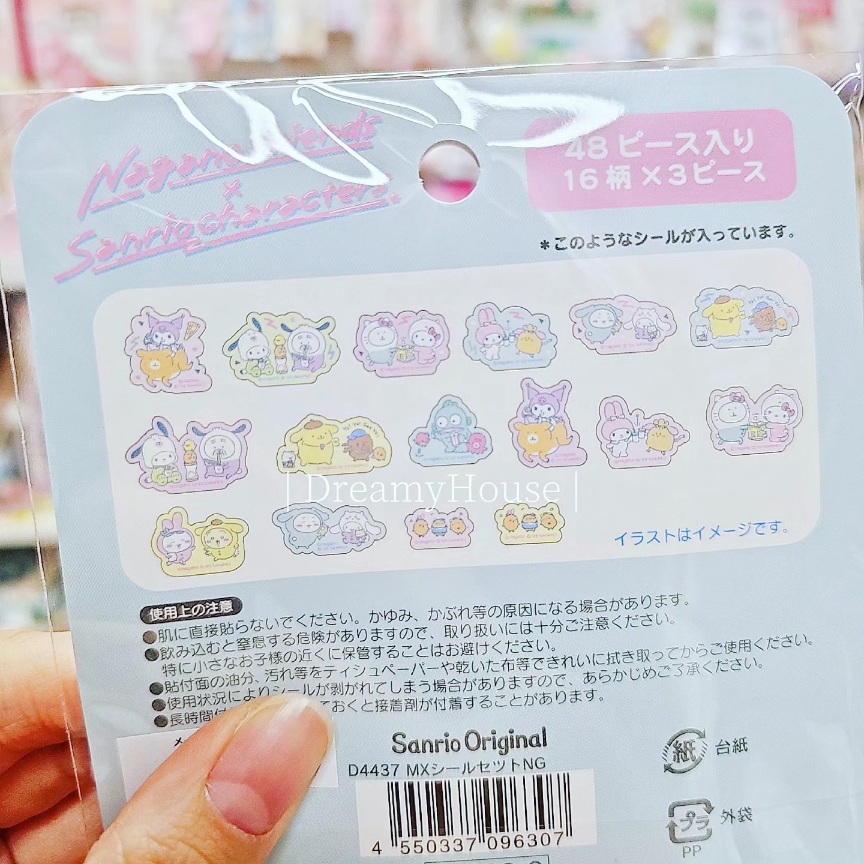 Nagano friends
×
Sanrio characters
48ピース入り
16柄×3ピース
*このようなシールが入っています。
| DreamyHouse |
イラストはイメージです。
使用上の注意
●肌に直接貼らないでください。かゆみ、かぶれ等の原因になる場合があります。
●飲み込むと窒息する危険がありますので、取り扱いには十分ご注意ください。
特に小さなお子様の近くに保管することはお避けください。
●貼付面の油分、汚れ等をティシュペーパーや乾いた布等できれいに拭き取ってからご使用ください。
●使用状況によりシールが剥がれてしまう場合がありますので、あらかじめご了承ください。
●長時間 ておくと接着剤が付着することがあります。
Sanrio Original
D4437 MXシールセットNG
4 550337 096307
紙 台紙
プラ 外袋
PP